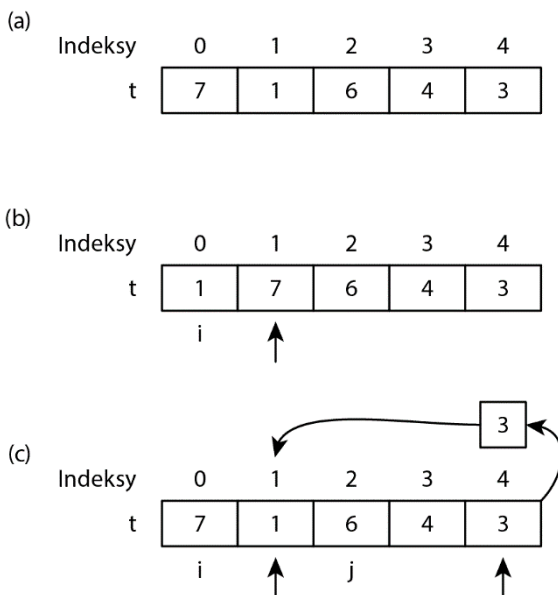 (a)
Indeksy 0 1 2 3 4
t 7 1 6 4 3
(b)
Indeksy 0 1 2 3 4
t 1 7 6 4 3
i
3
(c)
Indeksy 0 1 2 3 4
t 7 1 6 4 3
i j